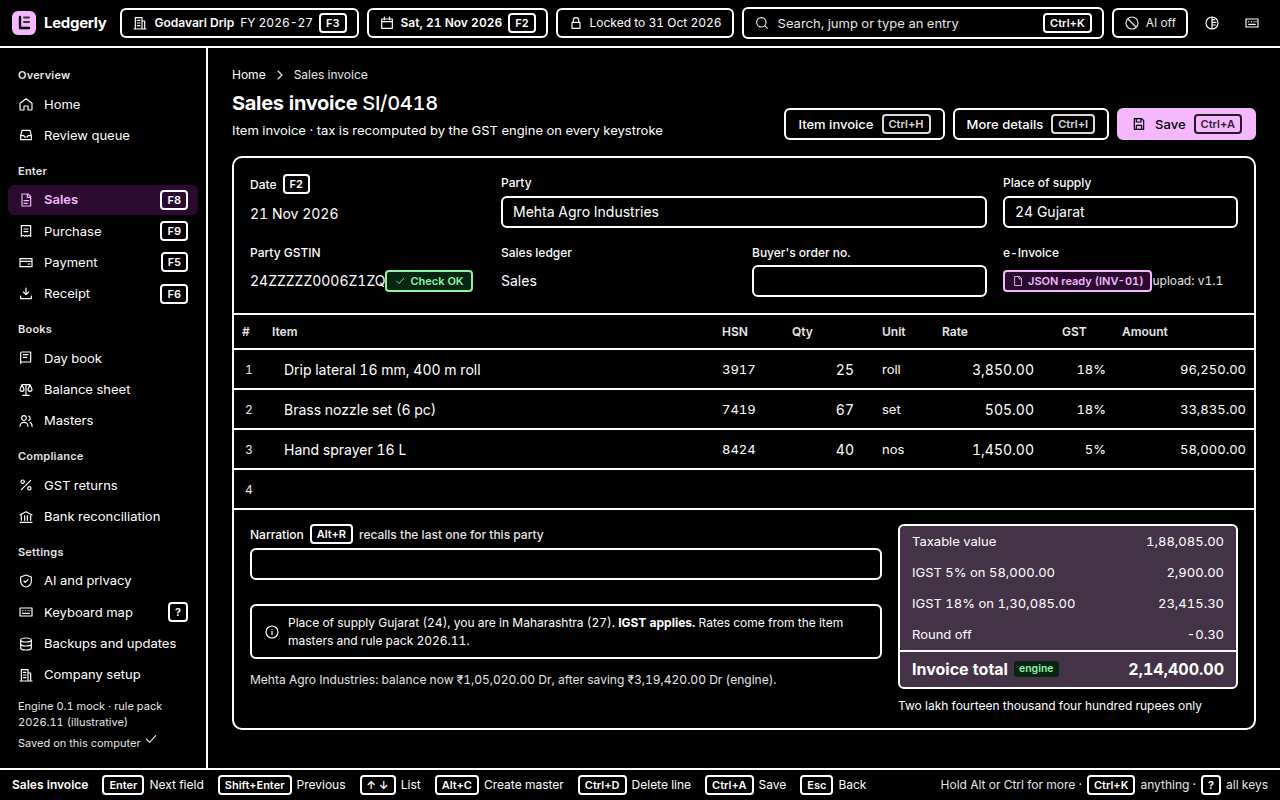 Ledgerly
Godavari Drip FY 2026-27 F3
Sat, 21 Nov 2026 F2
Locked to 31 Oct 2026
Search, jump or type an entry Ctrl+K
AI off
Overview
Home
Review queue
Enter
Sales F8
Purchase F9
Payment F5
Receipt F6
Books
Day book
Balance sheet
Masters
Compliance
GST returns
Bank reconciliation
Settings
AI and privacy
Keyboard map ?
Backups and updates
Company setup
Engine 0.1 mock · rule pack
2026.11 (illustrative)
Saved on this computer
Home > Sales invoice
Sales invoice SI/0418
Item invoice · tax is recomputed by the GST engine on every keystroke
Item invoice Ctrl+H
More details Ctrl+I
Save Ctrl+A
Date F2
21 Nov 2026
Party
Mehta Agro Industries
Place of supply
24 Gujarat
Party GSTIN
24ZZZZZ0006Z1ZQ Check OK
Sales ledger
Sales
Buyer's order no.
e-Invoice
JSON ready (INV-01) upload: v1.1
# Item HSN Qty Unit Rate GST Amount
1 Drip lateral 16 mm, 400 m roll 3917 25 roll 3,850.00 18% 96,250.00
2 Brass nozzle set (6 pc) 7419 67 set 505.00 18% 33,835.00
3 Hand sprayer 16 L 8424 40 nos 1,450.00 5% 58,000.00
4
Narration Alt+R recalls the last one for this party
Place of supply Gujarat (24), you are in Maharashtra (27). IGST applies. Rates come from the item
masters and rule pack 2026.11.
Mehta Agro Industries: balance now ₹1,05,020.00 Dr, after saving ₹3,19,420.00 Dr (engine).
Taxable value 1,88,085.00
IGST 5% on 58,000.00 2,900.00
IGST 18% on 1,30,085.00 23,415.30
Round off -0.30
Invoice total engine 2,14,400.00
Two lakh fourteen thousand four hundred rupees only
Sales invoice Enter Next field Shift+Enter Previous ↑↓ List Alt+C Create master Ctrl+D Delete line Ctrl+A Save Esc Back
Hold Alt or Ctrl for more · Ctrl+K anything · ? all keys